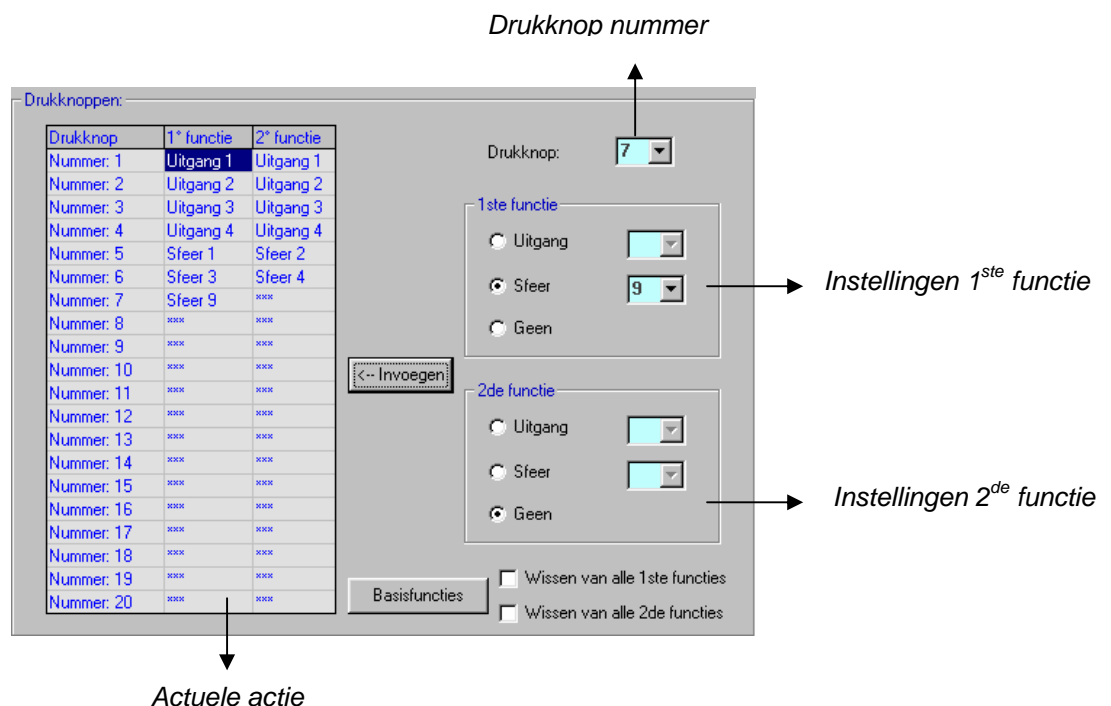 Drukknop nummer
Drukknoppen:
Drukknop 1° functie 2° functie
Nummer: 1 Uitgang 1 Uitgang 1
Nummer: 2 Uitgang 2 Uitgang 2
Nummer: 3 Uitgang 3 Uitgang 3
Nummer: 4 Uitgang 4 Uitgang 4
Nummer: 5 Sfeer 1 Sfeer 2
Nummer: 6 Sfeer 3 Sfeer 4
Nummer: 7 Sfeer 9 ***
Nummer: 8 *** ***
Nummer: 9 *** ***
Nummer: 10 *** ***
Nummer: 11 *** ***
Nummer: 12 *** ***
Nummer: 13 *** ***
Nummer: 14 *** ***
Nummer: 15 *** ***
Nummer: 16 *** ***
Nummer: 17 *** ***
Nummer: 18 *** ***
Nummer: 19 *** ***
Nummer: 20 *** ***
<-- Invoegen
Drukknop: 7
1ste functie
Uitgang
Sfeer 9
Geen
Instellingen 1ste functie
2de functie
Uitgang
Sfeer
Geen
Instellingen 2de functie
Basisfuncties
Wissen van alle 1ste functies
Wissen van alle 2de functies
Actuele actie